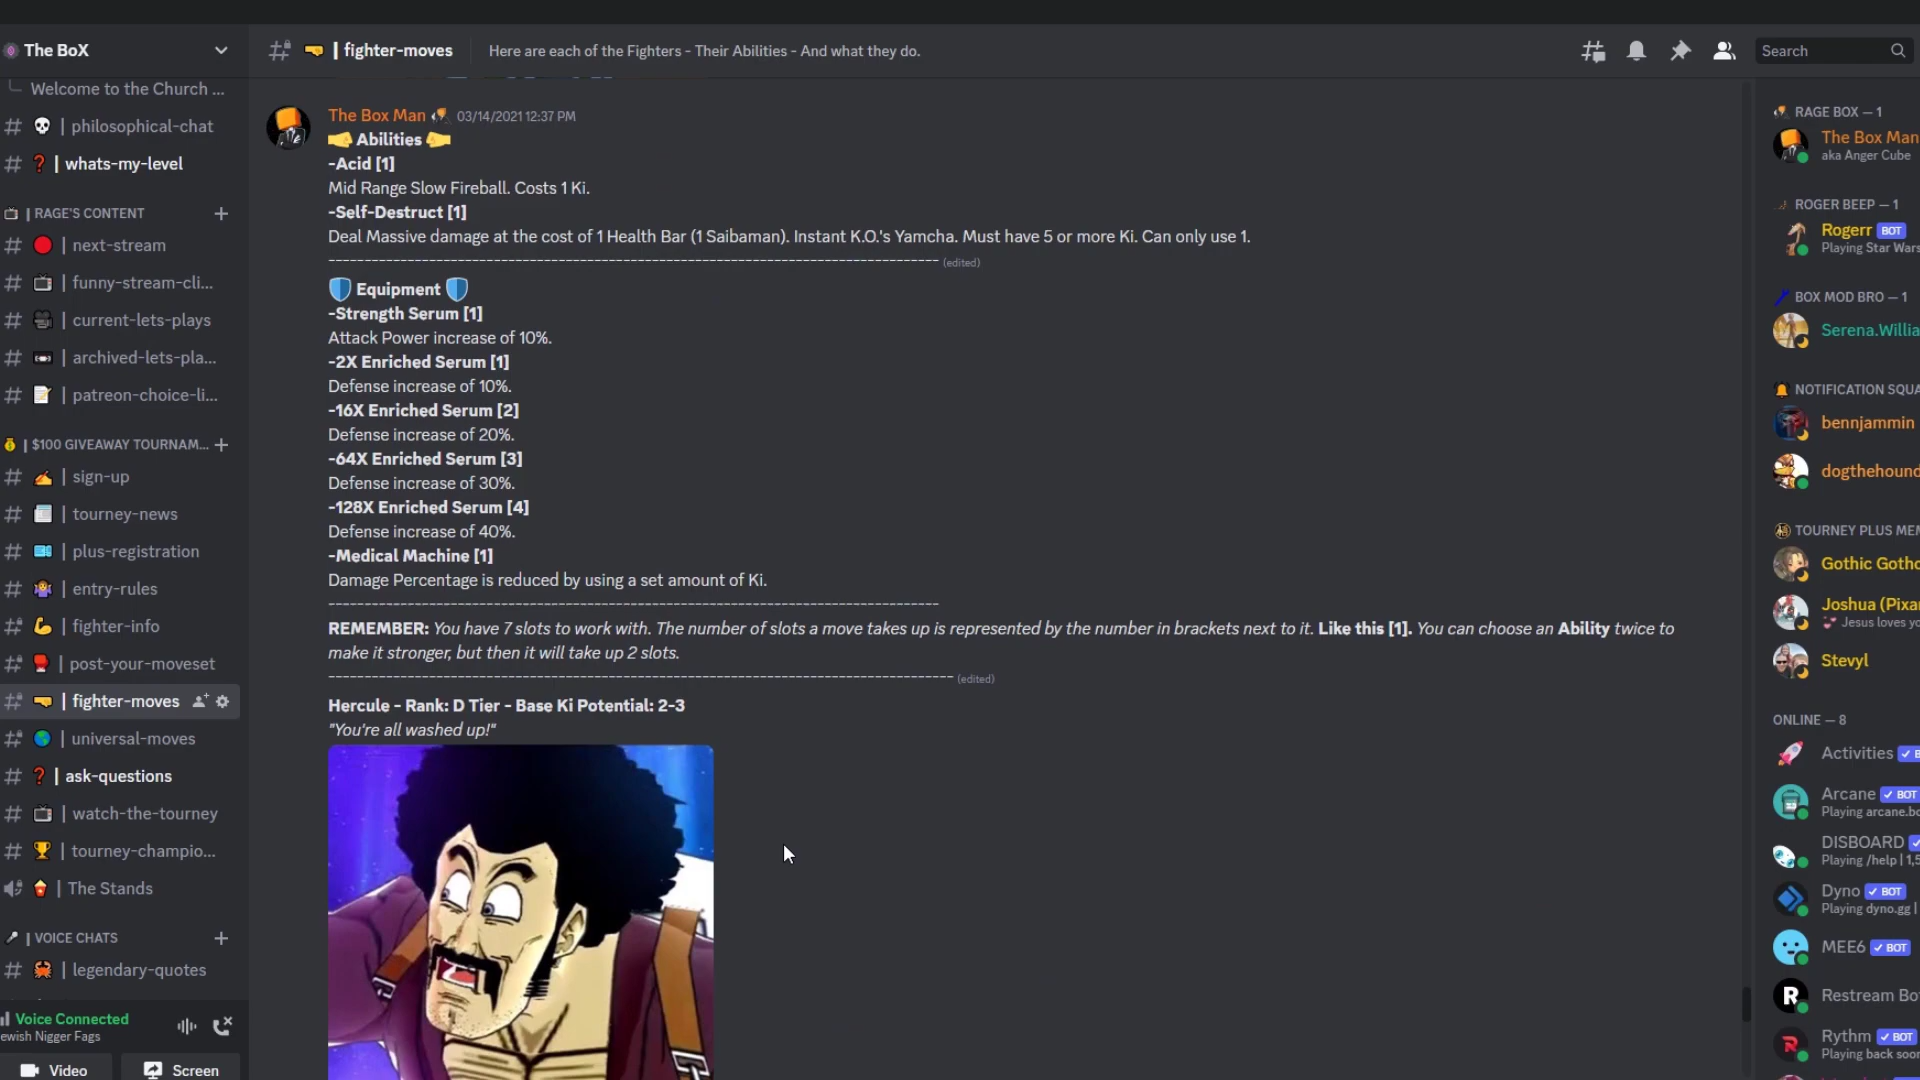 The BoX
| fighter-moves
Here are each of the Fighters - Their Abilities - And what they do.
Search
Welcome to the Church ...
| philosophical-chat
| whats-my-level
| RAGE'S CONTENT
| next-stream
| funny-stream-cli...
| current-lets-plays
| archived-lets-pla...
| patreon-choice-li...
| $100 GIVEAWAY TOURNAM...
| sign-up
| tourney-news
| plus-registration
| entry-rules
| fighter-info
| post-your-moveset
| fighter-moves
| universal-moves
| ask-questions
| watch-the-tourney
| tourney-champio...
| The Stands
| VOICE CHATS
| legendary-quotes
Voice Connected
ewish Nigger Fags
Video
Screen
The Box Man 03/14/2021 12:37 PM
Abilities
-Acid [1]
Mid Range Slow Fireball. Costs 1 Ki.
-Self-Destruct [1]
Deal Massive damage at the cost of 1 Health Bar (1 Saibaman). Instant K.O.'s Yamcha. Must have 5 or more Ki. Can only use 1.
------------------------------------------------------------------------------------- (edited)
Equipment
-Strength Serum [1]
Attack Power increase of 10%.
-2X Enriched Serum [1]
Defense increase of 10%.
-16X Enriched Serum [2]
Defense increase of 20%.
-64X Enriched Serum [3]
Defense increase of 30%.
-128X Enriched Serum [4]
Defense increase of 40%.
-Medical Machine [1]
Damage Percentage is reduced by using a set amount of Ki.
-------------------------------------------------------------------------------------
REMEMBER: You have 7 slots to work with. The number of slots a move takes up is represented by the number in brackets next to it. Like this [1]. You can choose an Ability twice to
make it stronger, but then it will take up 2 slots.
--------------------------------------------------------------------------------------- (edited)
Hercule - Rank: D Tier - Base Ki Potential: 2-3
"You're all washed up!"
RAGE BOX — 1
The Box Man
aka Anger Cube
ROGER BEEP — 1
Rogerr BOT
Playing Star Wars
BOX MOD BRO — 1
Serena.Willia
NOTIFICATION SQUA
bennjammin
dogthehound
TOURNEY PLUS MEM
Gothic Gotho
Joshua (Pixa
Jesus loves yo
Stevyl
ONLINE — 8
Activities B
Arcane BOT
Playing arcane.bo
DISBOARD
Playing /help | 1,5
Dyno BOT
Playing dyno.gg |
MEE6 BOT
Restream Bo
Rythm BOT
Playing back soon